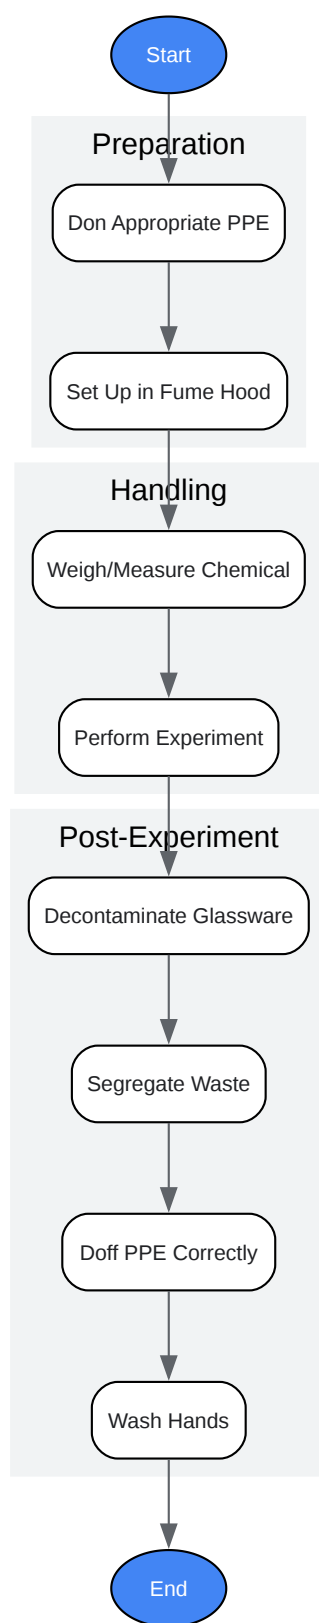 Start
Preparation
Don Appropriate PPE
Set Up in Fume Hood
Handling
Weigh/Measure Chemical
Perform Experiment
Post-Experiment
Decontaminate Glassware
Segregate Waste
Doff PPE Correctly
Wash Hands
End